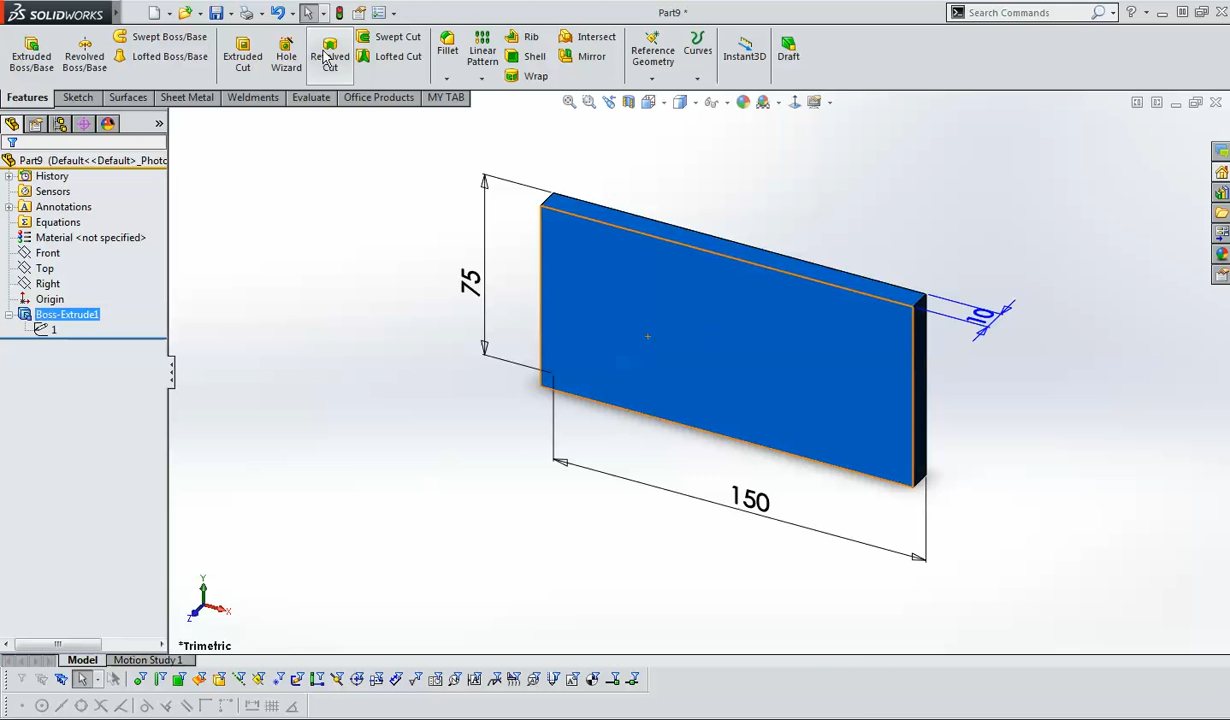 SOLIDWORKS
Part9 *
Search Commands
Extruded Boss/Base
Revolved Boss/Base
Swept Boss/Base
Lofted Boss/Base
Extruded Cut
Hole Wizard
Revolved Cut
Swept Cut
Lofted Cut
Fillet
Linear Pattern
Rib
Shell
Wrap
Intersect
Mirror
Reference Geometry
Curves
Instant3D
Draft
Features
Sketch
Surfaces
Sheet Metal
Weldments
Evaluate
Office Products
MY TAB
Part9 (Default<<Default>_Photo
History
Sensors
Annotations
Equations
Material <not specified>
Front
Top
Right
Origin
Boss-Extrude1
1
75
10
150
Y
X
Z
*Trimetric
Model
Motion Study 1